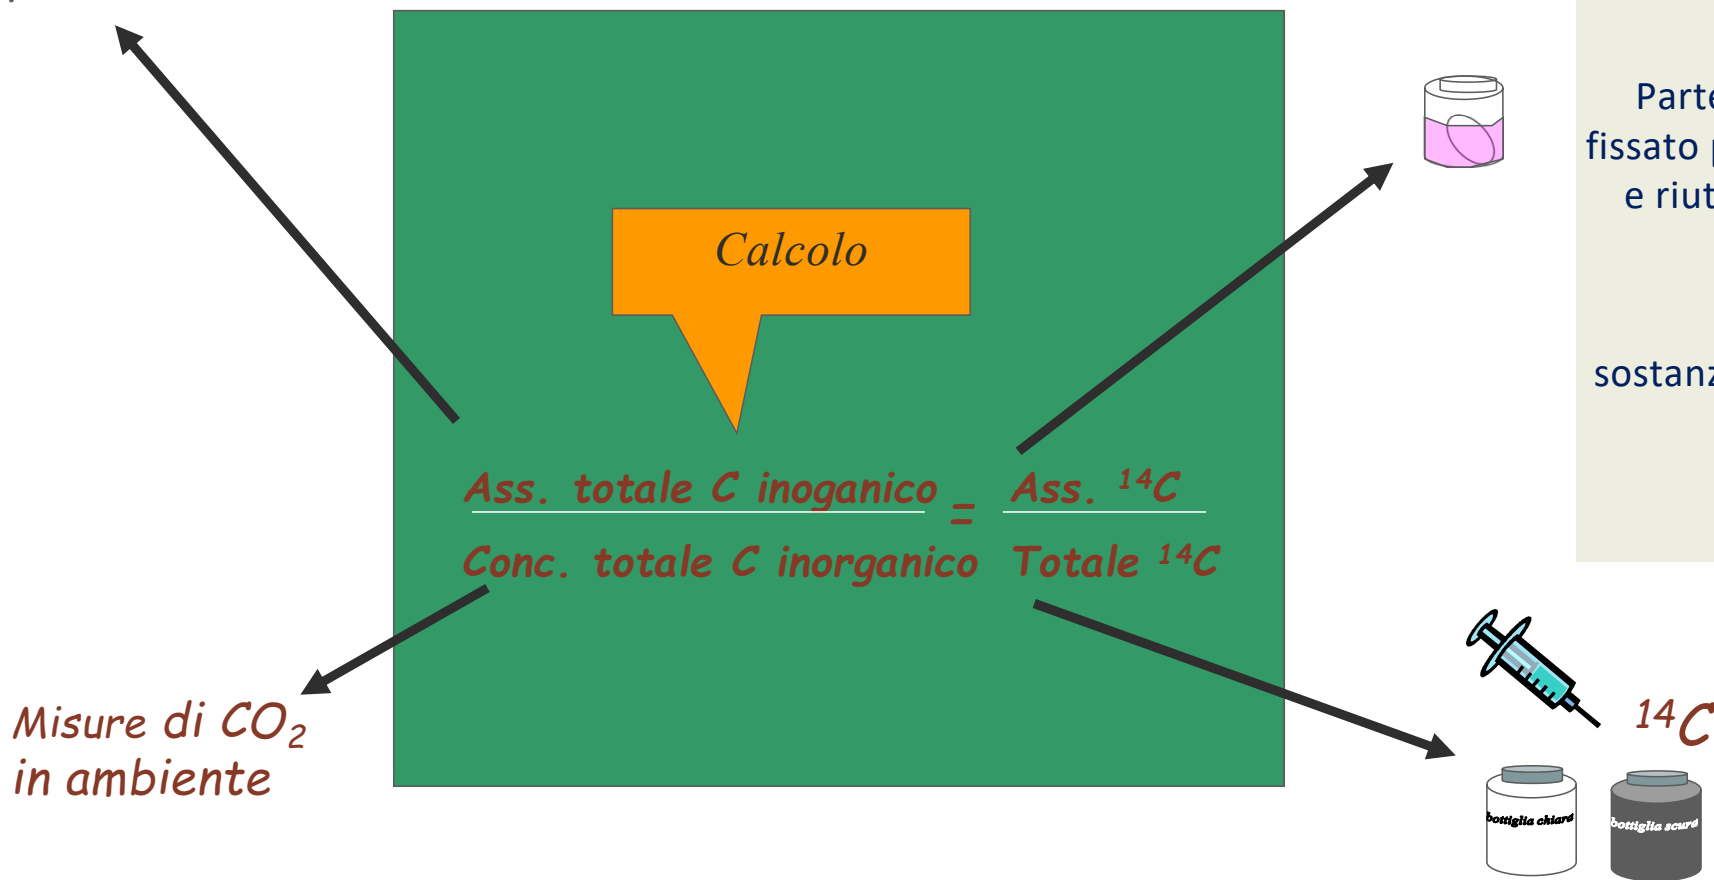 Calcolo
Ass. totale C inoganico = Ass. ¹⁴C
Conc. totale C inorganico Totale ¹⁴C
Misure di CO₂
in ambiente
fissato
e
¹⁴C
bottiglia chiara
bottiglia scura